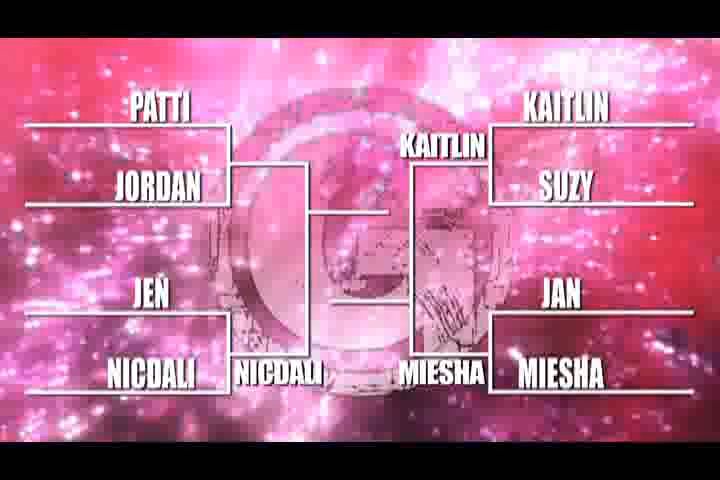 PATTI
JORDAN
JEN
NICDALI
NICDALI
KAITLIN
MIESHA
KAITLIN
SUZY
JAN
MIESHA